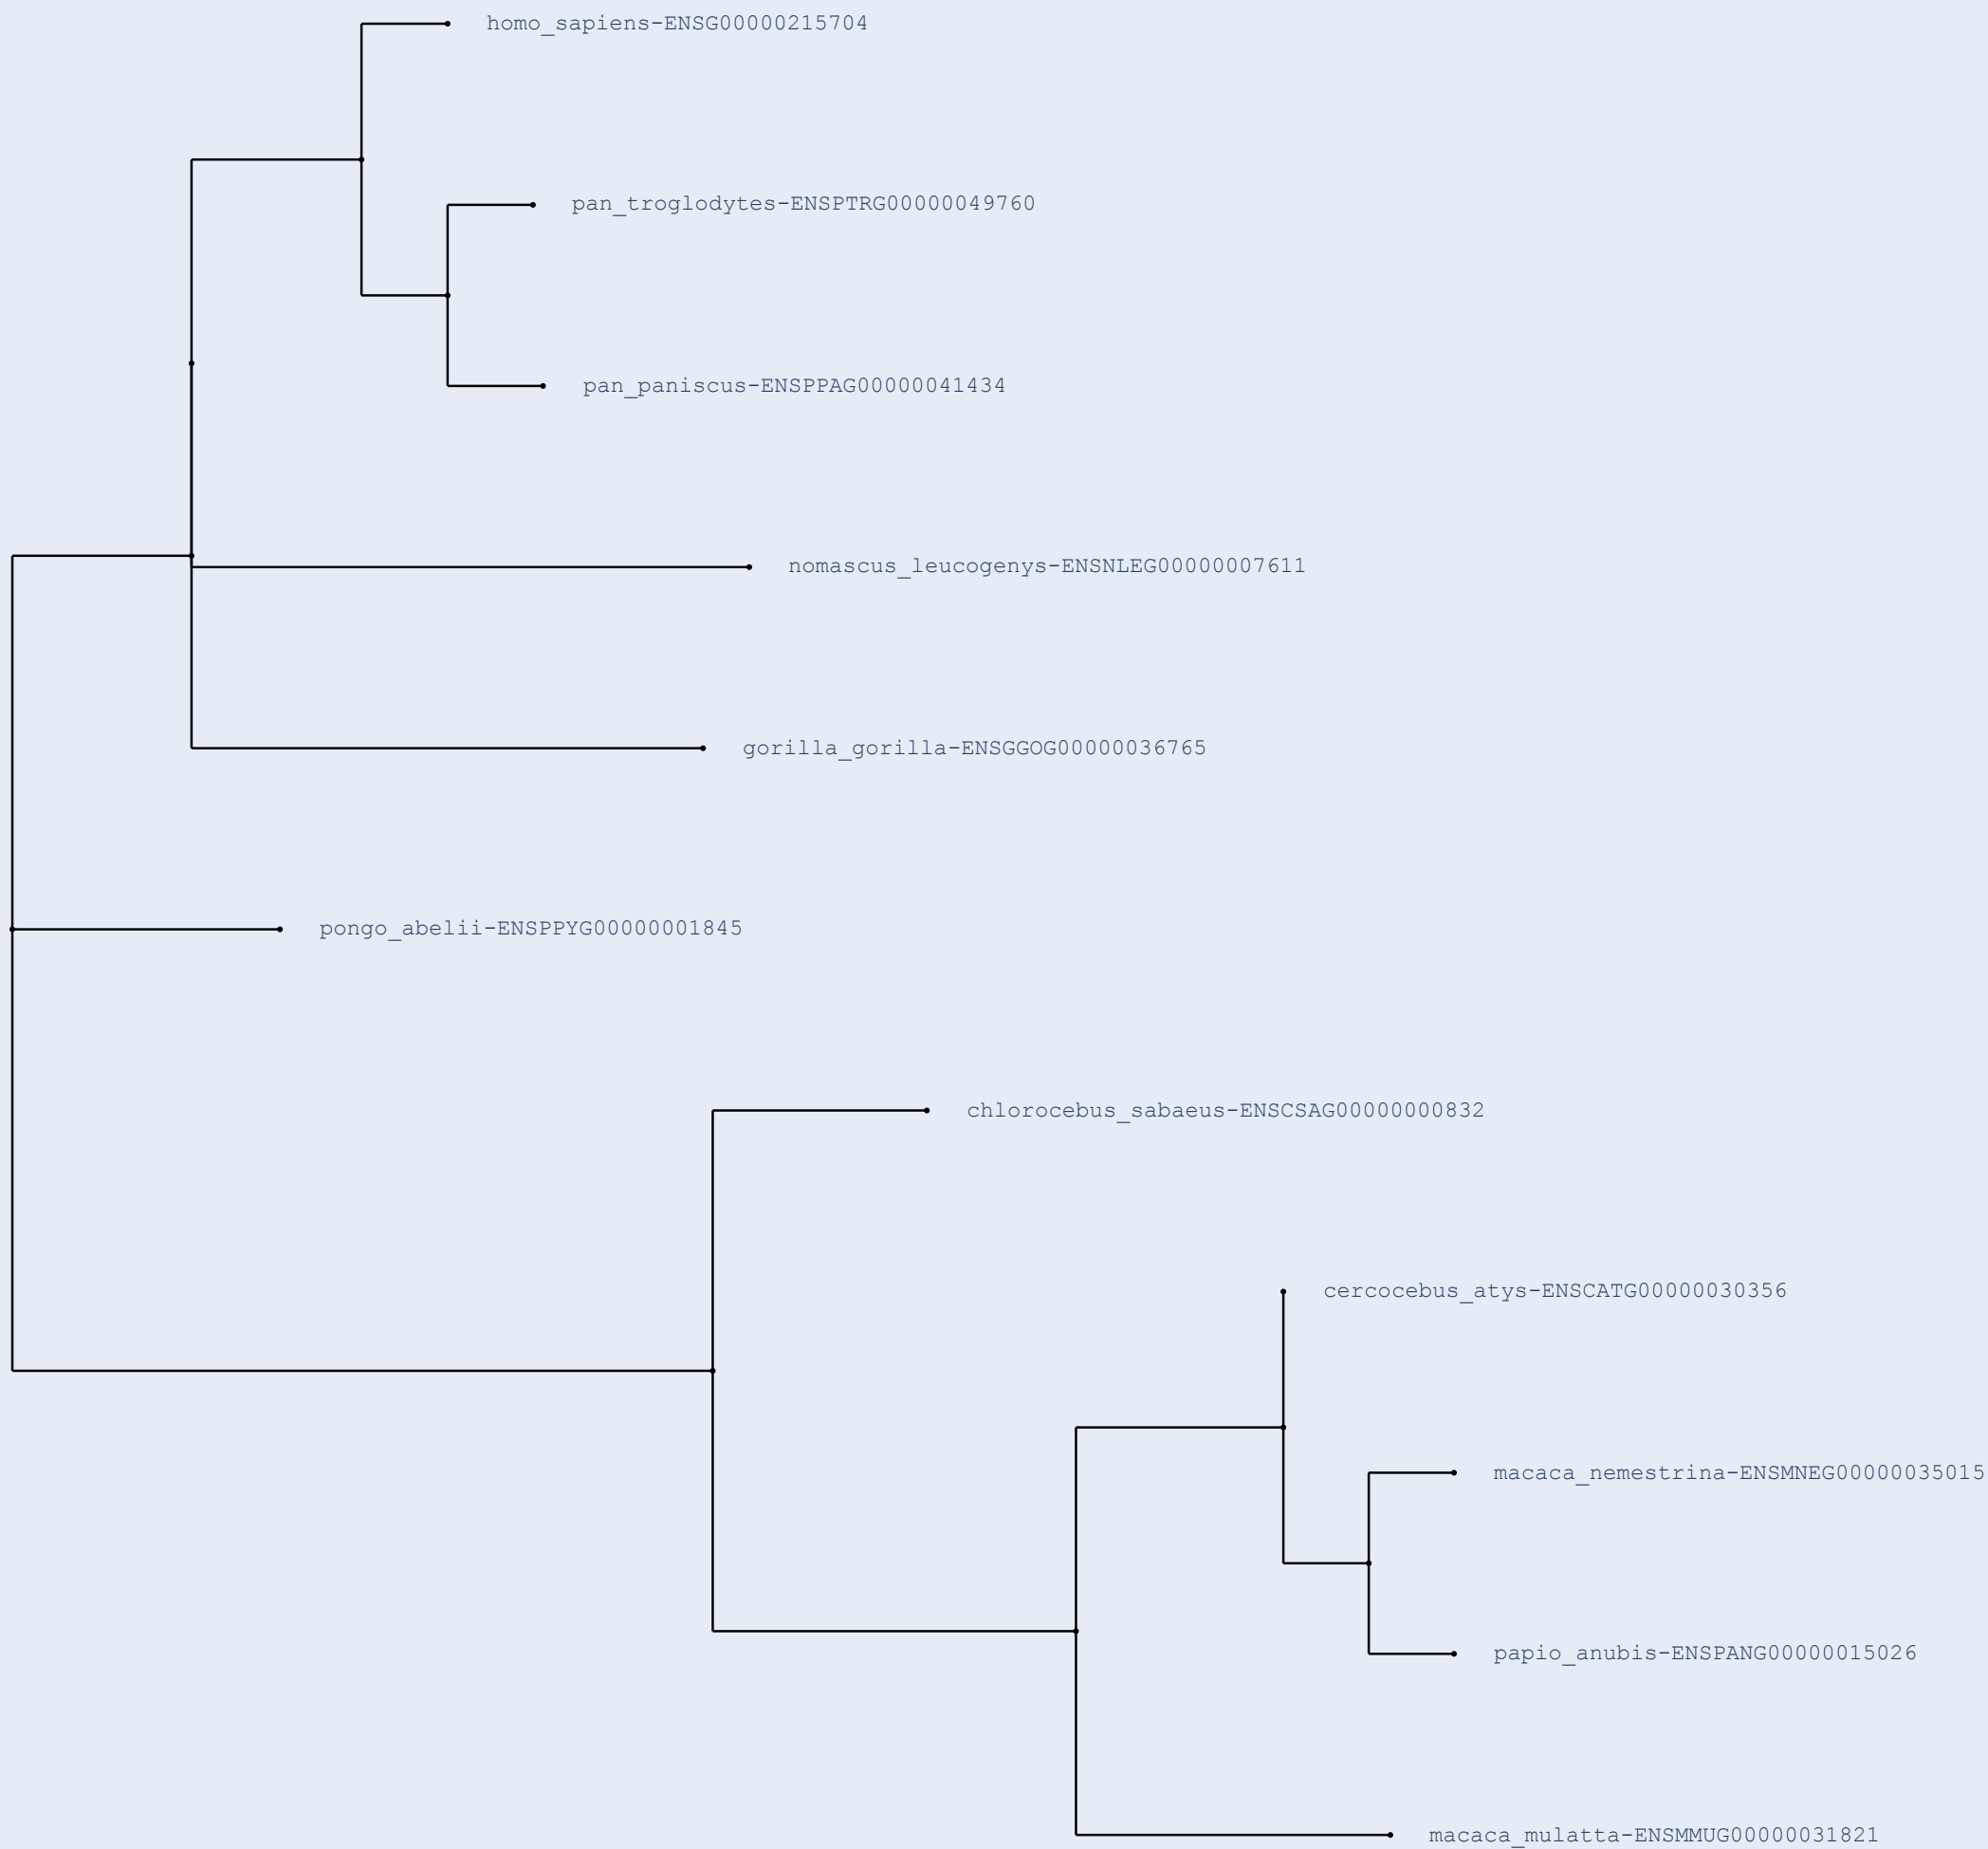 homo_sapiens-ENSG00000215704
pan_troglodytes-ENSPTRG00000049760
pan_paniscus-ENSPPAG00000041434
nomascus_leucogenys-ENSNLEG00000007611
gorilla_gorilla-ENSGGOG00000036765
pongo_abelii-ENSPPYG00000001845
chlorocebus_sabaeus-ENSCSAG00000000832
cercocebus_atys-ENSCATG00000030356
macaca_nemestrina-ENSMNEG00000035015
papio_anubis-ENSPANG00000015026
macaca_mulatta-ENSMMUG00000031821